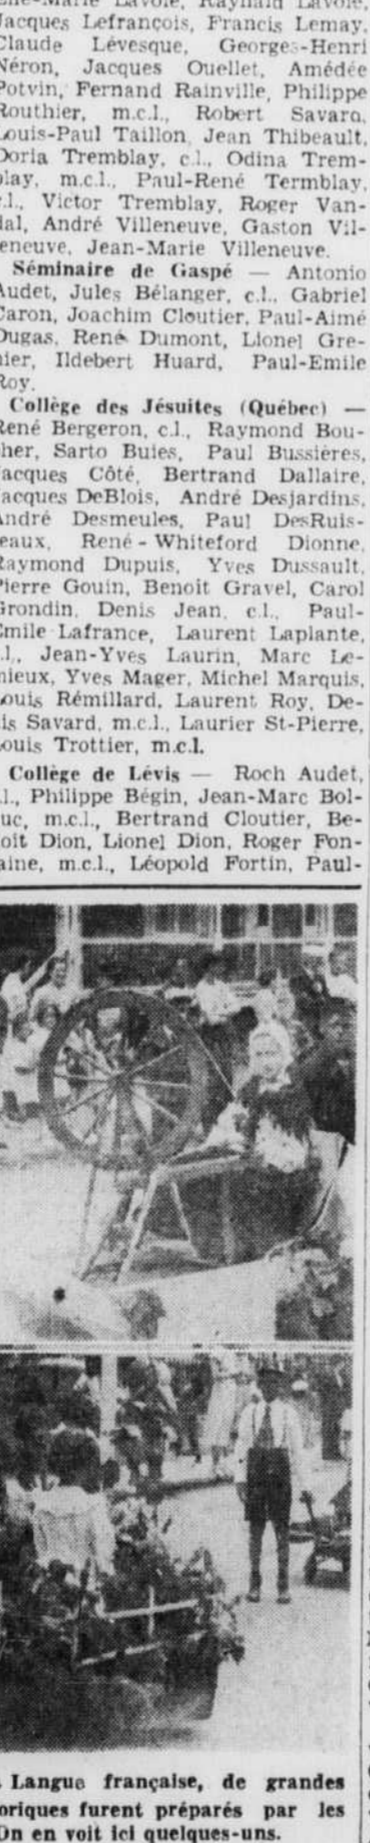 Lavoie, Raynald Lavoie,
Jacques Lefrançois, Francis Lemay,
Claude Lévesque, Georges-Henri
Néron, Jacques Ouellet, Amédée
Potvin, Fernand Rainville, Philippe
Routhier, m.c.l., Robert Savard,
Louis-Paul Taillon, Jean Thibeault,
Doria Tremblay, c.l., Odina Trem-
blay, m.c.l., Paul-René Termblay,
c.l., Victor Tremblay, Roger Van-
dal, André Villeneuve, Gaston Vil-
leneuve, Jean-Marie Villeneuve.
Séminaire de Gaspé — Antonio
Audet, Jules Bélanger, c.l., Gabriel
Caron, Joachim Cloutier, Paul-Aimé
Dugas, René Dumont, Lionel Gre-
nier, Ildebert Huard, Paul-Emile
Roy.
Collège des Jésuites (Québec) —
René Bergeron, c.l., Raymond Bou-
cher, Sarto Buies, Paul Bussières,
Jacques Côté, Bertrand Dallaire,
Jacques DeBlois, André Desjardins,
André Desmeules, Paul DesRuis-
seaux, René-Whiteford Dionne,
Raymond Dupuis, Yves Dussault,
Pierre Gouin, Benoit Gravel, Carol
Grondin, Denis Jean, c.l., Paul-
Emile Lafrance, Laurent Laplante,
c.l., Jean-Yves Laurin, Marc Le-
mieux, Yves Mager, Michel Marquis,
Louis Rémillard, Laurent Roy, De-
nis Savard, m.c.l., Laurier St-Pierre,
Louis Trottier, m.c.l.
Collège de Lévis — Roch Audet,
c.l., Philippe Bégin, Jean-Marc Bol-
duc, m.c.l., Bertrand Cloutier, Be-
noit Dion, Lionel Dion, Roger Fon-
taine, m.c.l., Léopold Fortin, Paul-
Langue française, de grandes
toriques furent préparés par les
On en voit ici quelques-uns.